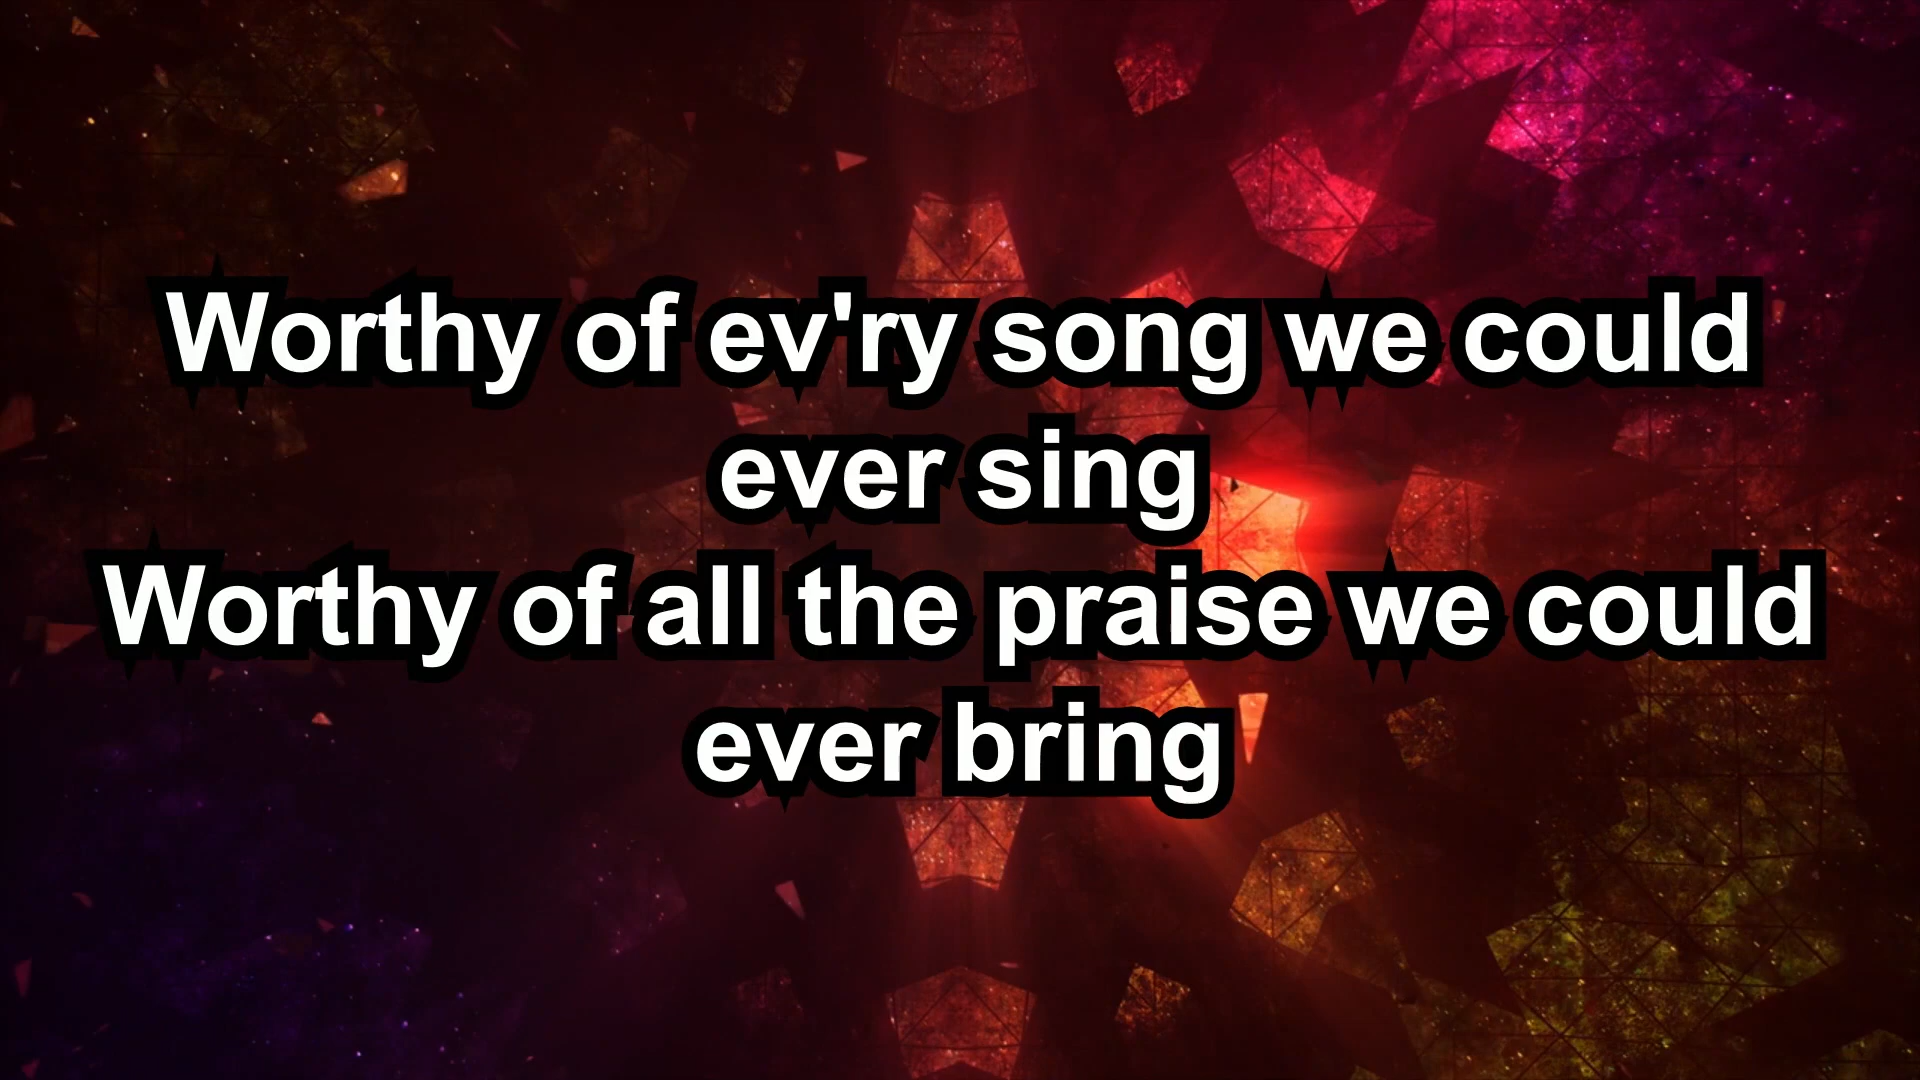 Worthy of ev'ry song we could
ever sing
Worthy of all the praise we could
ever bring